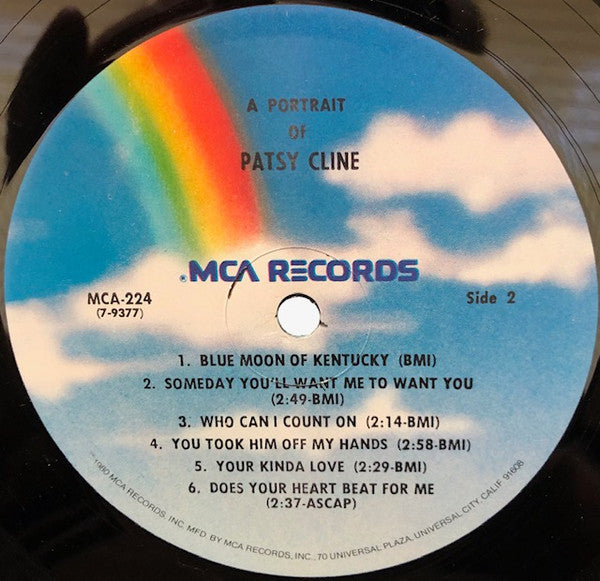 A PORTRAIT
OF
PATSY CLINE
®MCA RECORDS
MCA-224
(7-9377)
Side 2
1. BLUE MOON OF KENTUCKY (BMI)
2. SOMEDAY YOU'LL WANT ME TO WANT YOU
(2:49-BMI)
3. WHO CAN I COUNT ON (2:14-BMI)
4. YOU TOOK HIM OFF MY HANDS (2:58-BMI)
5. YOUR KINDA LOVE (2:29-BMI)
6. DOES YOUR HEART BEAT FOR ME
(2:37-ASCAP)
1980 MCA RECORDS, INC. MFD. BY MCA RECORDS, INC., 70 UNIVERSAL PLAZA, UNIVERSAL CITY, CALIF. 91608